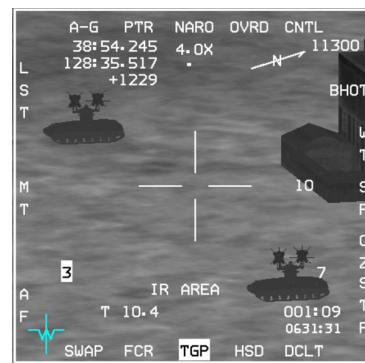 A-G PTR NARO OVRD CNTL
38:54.245 4.0X 11300
128:35.517 N
+1229
L
S
T
BHOT
M
T
10
3
7
IR AREA
A
F
T 10.4 001:09
0631:31
SWAP FCR TGP HSD DCLT